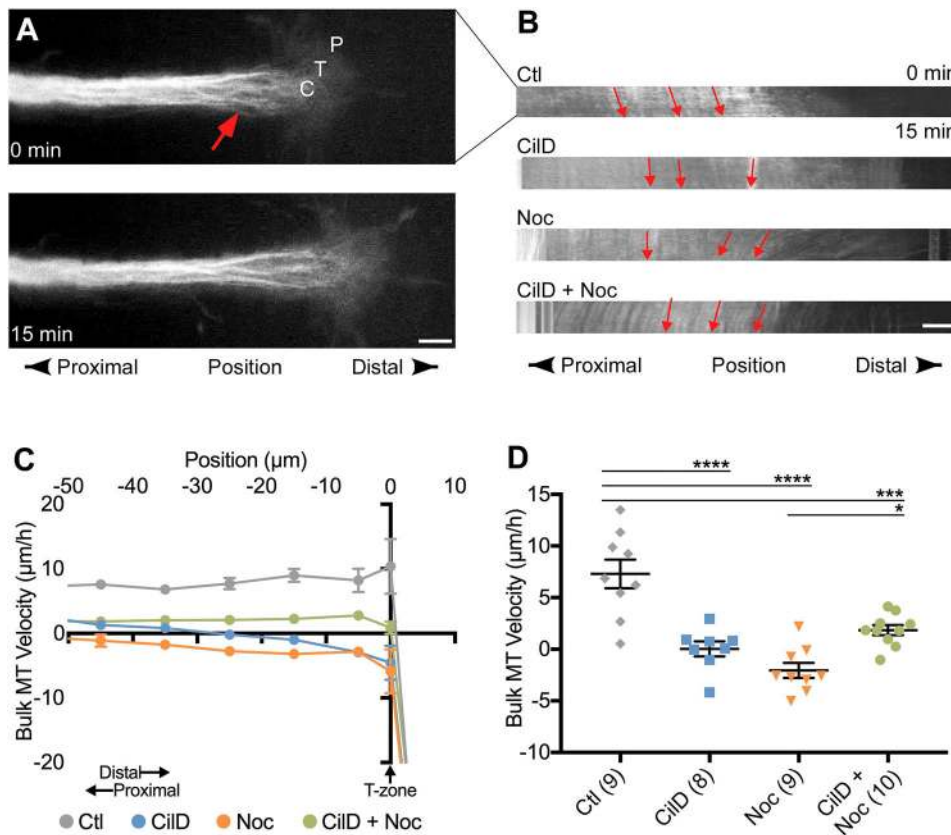 A
P
T
C
0 min
15 min
Proximal Position Distal
B
Ctl 0 min
15 min
CilD
Noc
CilD + Noc
Proximal Position Distal
C
Position (µm)
-50 -40 -30 -20 -10 0 10
Bulk MT Velocity (µm/h)
20
10
0
-10
-20
Distal
Proximal
T-zone
Ctl CilD Noc CilD + Noc
D
****
****
***
*
Bulk MT Velocity (µm/h)
15
10
5
0
-5
-10
Ctl (9)
CilD (8)
Noc (9)
CilD +
Noc (10)